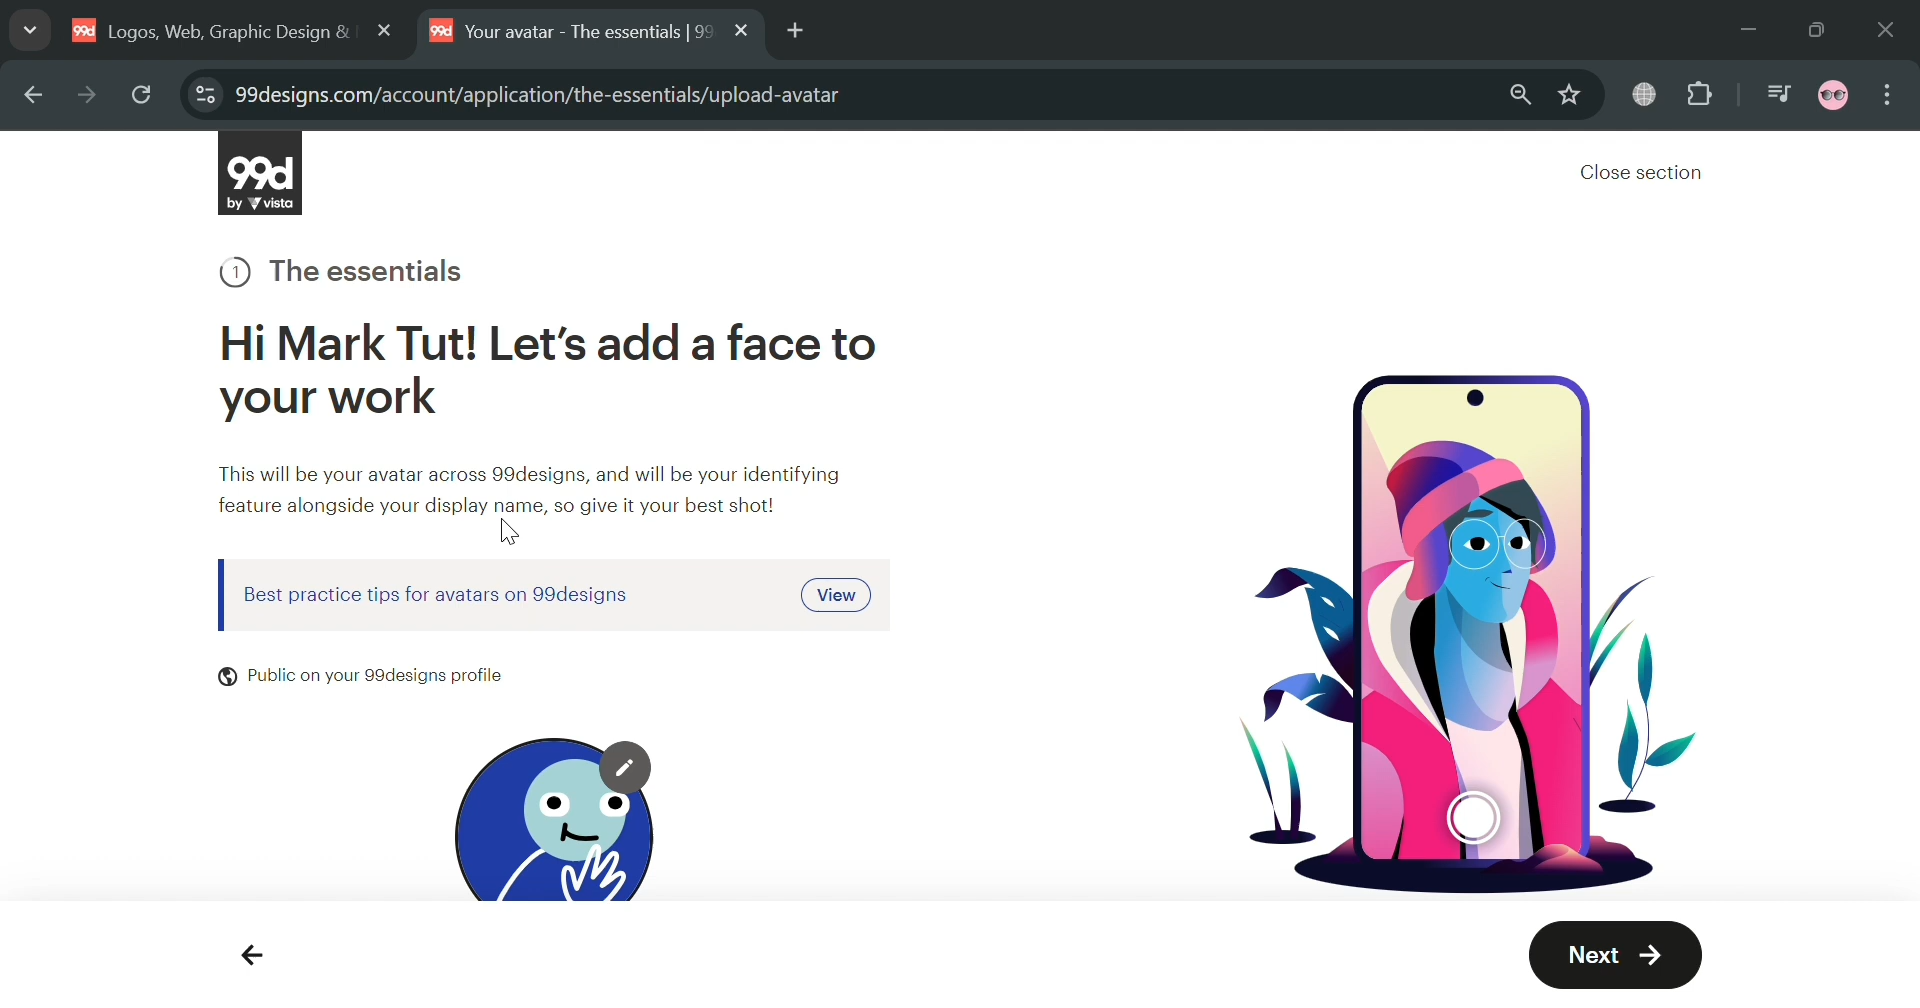 99d Logos, Web, Graphic Design &
99d Your avatar - The essentials | 99
99designs.com/account/application/the-essentials/upload-avatar
99d
by vista
Close section
1 The essentials
Hi Mark Tut! Let's add a face to
your work
This will be your avatar across 99designs, and will be your identifying
feature alongside your display name, so give it your best shot!
Best practice tips for avatars on 99designs
View
Public on your 99designs profile
Next